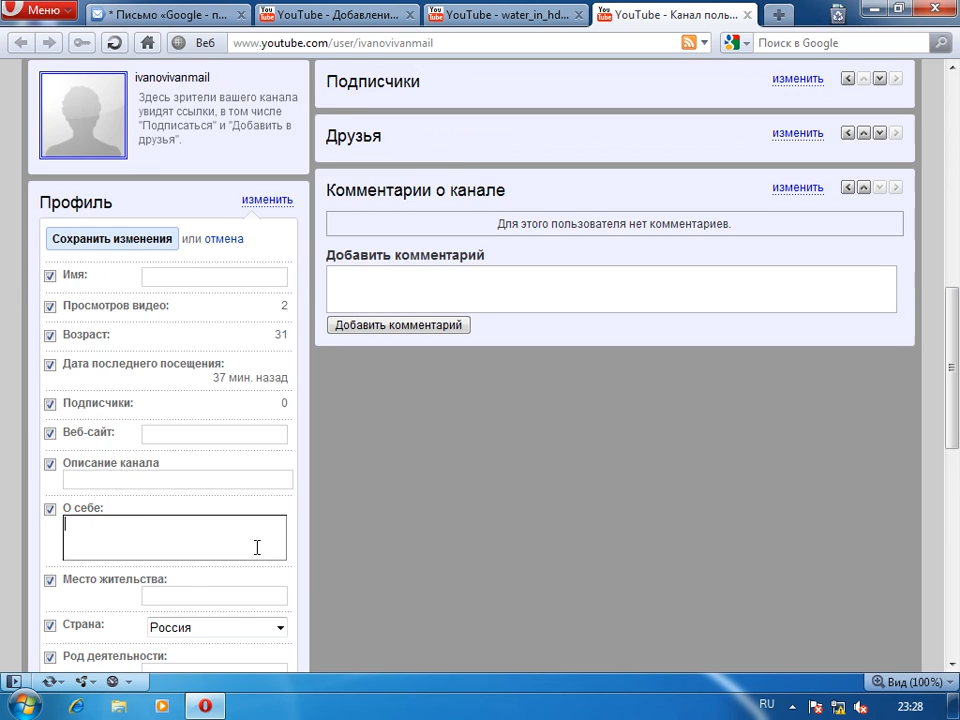 Меню
* Письмо «Google - п...
YouTube - Добавлени...
YouTube - water_in_hd...
YouTube - Канал поль...
Веб
www.youtube.com/user/ivanovivanmail
Поиск в Google
ivanovivanmail
Здесь зрители вашего канала
увидят ссылки, в том числе
"Подписаться" и "Добавить в
друзья".
Профиль
изменить
Сохранить изменения или отмена
Имя:
Просмотров видео: 2
Возраст: 31
Дата последнего посещения:
37 мин. назад
Подписчики: 0
Веб-сайт:
Описание канала
О себе:
Место жительства:
Страна: Россия
Род деятельности:
Подписчики
изменить
Друзья
изменить
Комментарии о канале
изменить
Для этого пользователя нет комментариев.
Добавить комментарий
Добавить комментарий
Вид (100%)
RU
23:28